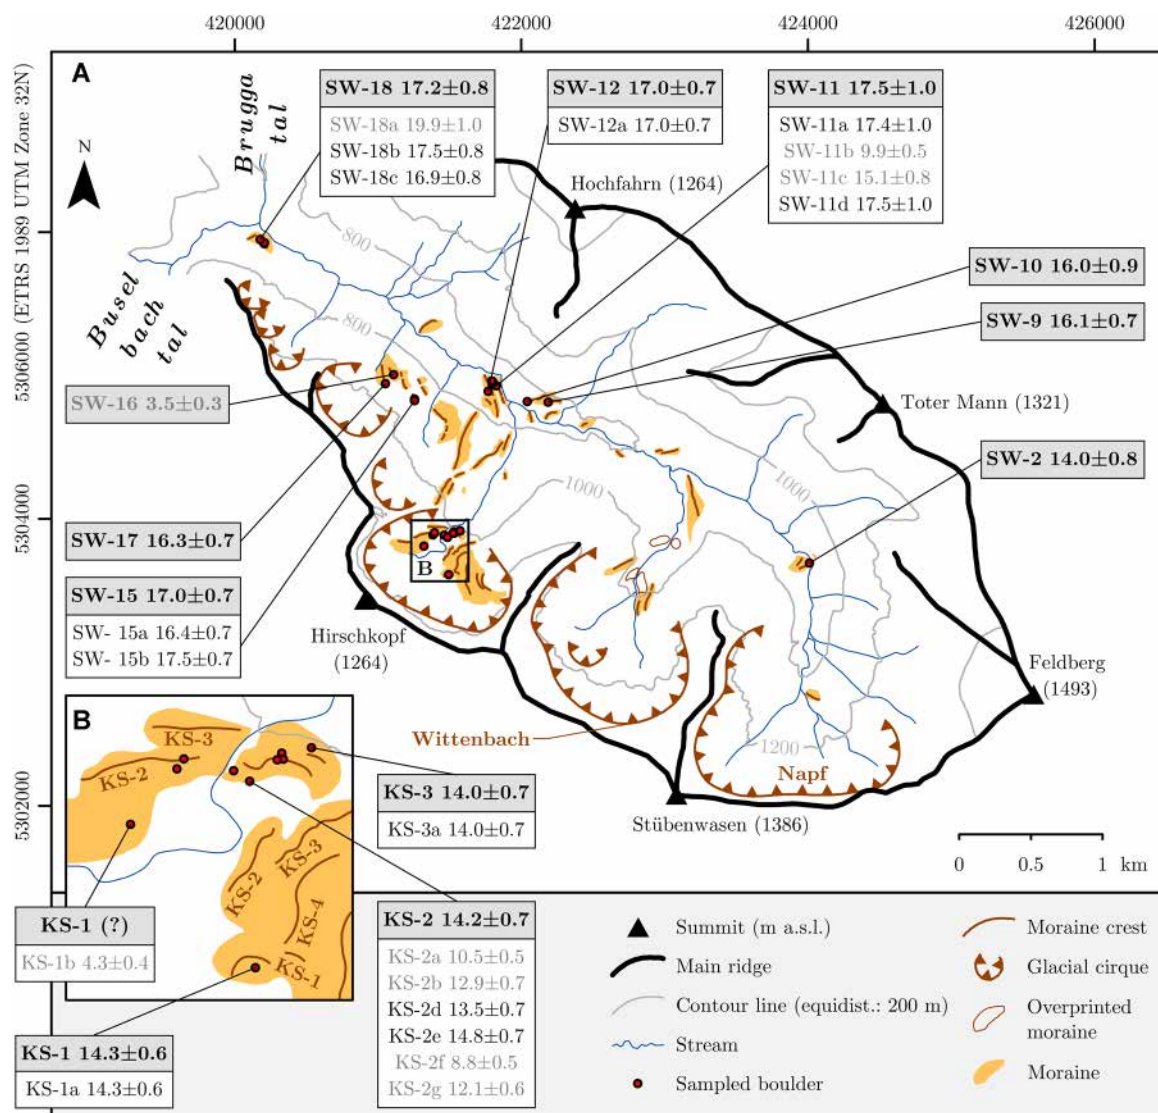 420000
422000
424000
426000
5306000 (ETRS 1989 UTM Zone 32N)
5304000
5302000
A
N
Brugga
tal
Busel
bach
tal
SW-18 17.2±0.8
SW-18a 19.9±1.0
SW-18b 17.5±0.8
SW-18c 16.9±0.8
SW-12 17.0±0.7
SW-12a 17.0±0.7
SW-11 17.5±1.0
SW-11a 17.4±1.0
SW-11b 9.9±0.5
SW-11c 15.1±0.8
SW-11d 17.5±1.0
Hochfahrn (1264)
SW-10 16.0±0.9
SW-9 16.1±0.7
800
800
SW-16 3.5±0.3
Toter Mann (1321)
SW-2 14.0±0.8
1000
1000
SW-17 16.3±0.7
SW-15 17.0±0.7
SW- 15a 16.4±0.7
SW- 15b 17.5±0.7
B
Hirschkopf
(1264)
Feldberg
(1493)
Wittenbach
1200
Napf
Stübenwasen (1386)
0 1 km
B
KS-3
KS-2
KS-3
KS-2
KS-4
KS-1
KS-3 14.0±0.7
KS-3a 14.0±0.7
KS-1 (?)
KS-1b 4.3±0.4
KS-2 14.2±0.7
KS-2a 10.5±0.5
KS-2b 12.9±0.7
KS-2d 13.5±0.7
KS-2e 14.8±0.7
KS-2f 8.8±0.5
KS-2g 12.1±0.6
KS-1 14.3±0.6
KS-1a 14.3±0.6
Summit (m a.s.l.)
Main ridge
Contour line (equidist.: 200 m)
Stream
Sampled boulder
Moraine crest
Glacial cirque
Overprinted
moraine
Moraine